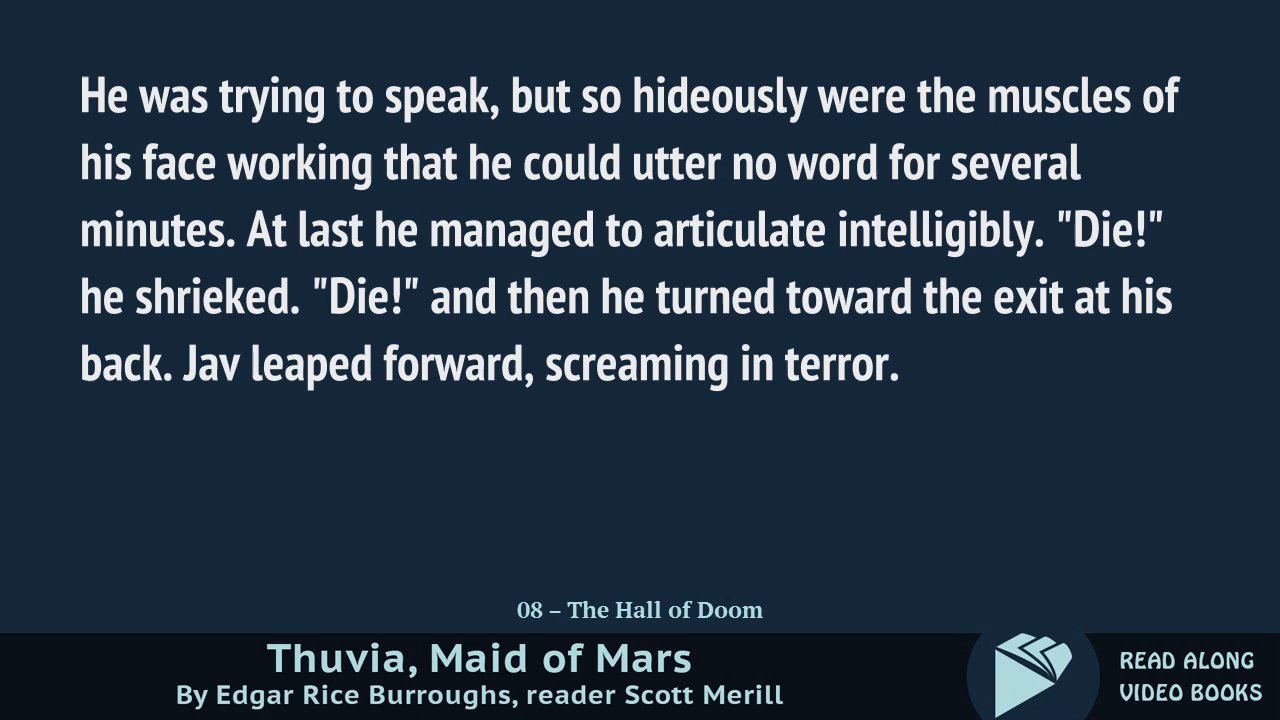 He was trying to speak, but so hideously were the muscles of
his face working that he could utter no word for several
minutes. At last he managed to articulate intelligibly. "Die!"
he shrieked. "Die!" and then he turned toward the exit at his
back. Jav leaped forward, screaming in terror.
08 – The Hall of Doom
Thuvia, Maid of Mars
By Edgar Rice Burroughs, reader Scott Merill
READ ALONG
VIDEO BOOKS